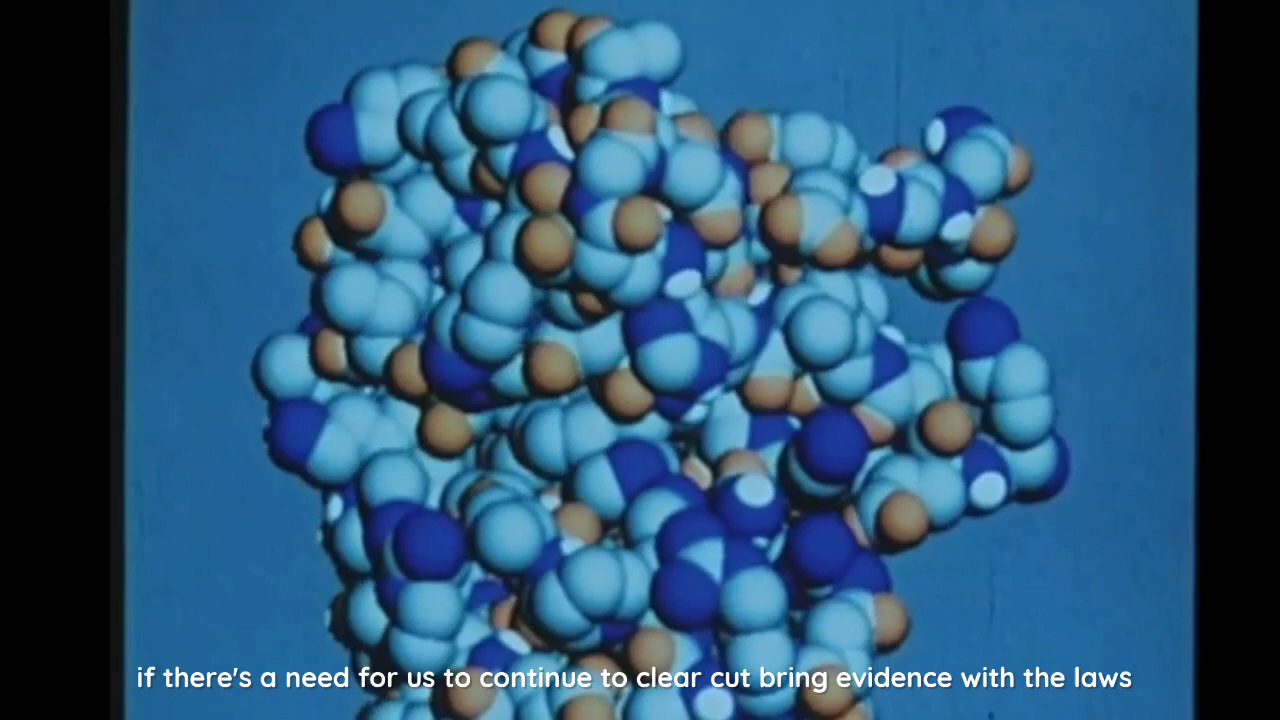 if there's a need for us to continue to clear cut bring evidence with the laws